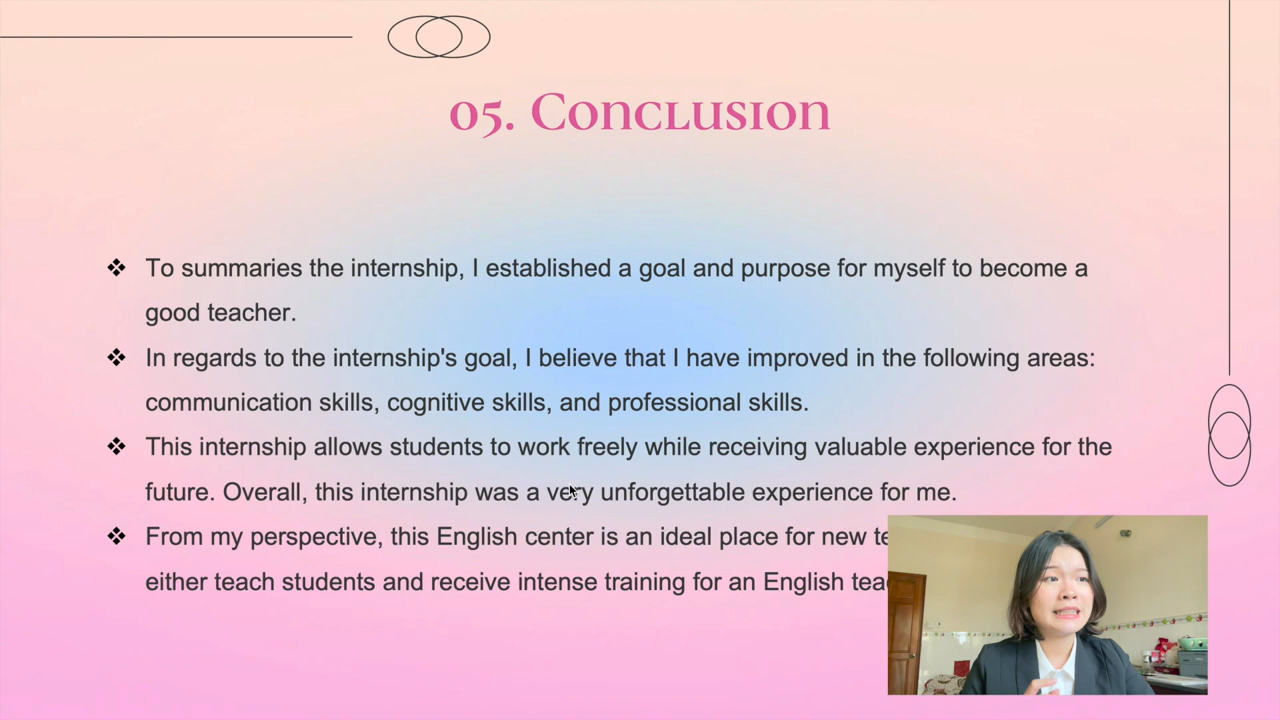 05. Conclusion
❖ To summaries the internship, I established a goal and purpose for myself to become a
good teacher.
❖ In regards to the internship's goal, I believe that I have improved in the following areas:
communication skills, cognitive skills, and professional skills.
❖ This internship allows students to work freely while receiving valuable experience for the
future. Overall, this internship was a very unforgettable experience for me.
❖ From my perspective, this English center is an ideal place for new
either teach students and receive intense training for an English